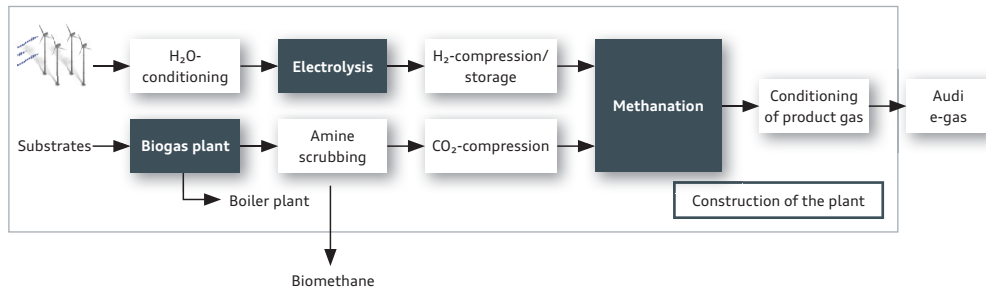 H₂O-
conditioning
Electrolysis
H₂-compression/
storage
Methanation
Conditioning
of product gas
Audi
e-gas
Substrates
Biogas plant
Amine
scrubbing
CO₂-compression
Boiler plant
Construction of the plant
Biomethane